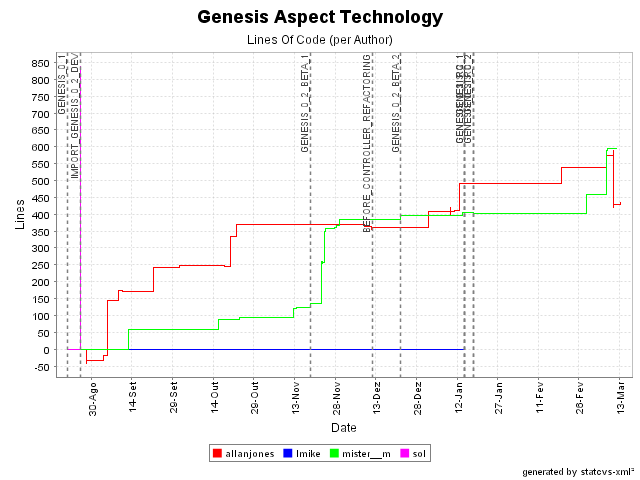 Genesis Aspect Technology
Lines Of Code (per Author)
GENESIS_0_1
IMPORT_GENESIS_0_2_DEV
GENESIS_0_2_BETA_1
BEFORE_CONTROLLER_REFACTORING
GENESIS_0_2_BETA_2
850
800
750
700
650
600
550
500
450
400
350
300
250
200
150
100
50
0
-50
Lines
30-Ago
14-Set
29-Set
14-Out
29-Out
13-Nov
28-Nov
13-Dez
28-Dez
12-Jan
27-Jan
11-Fev
26-Fev
13-Mar
Date
allanjones lmike mister__m sol
generated by statcvs-xml²